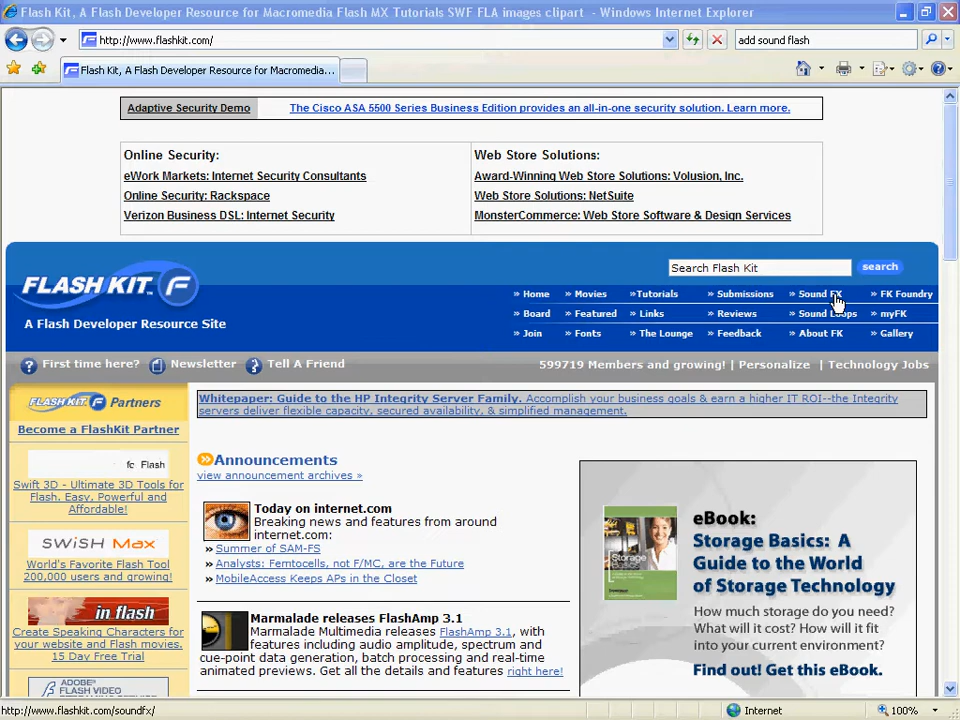 Flash Kit, A Flash Developer Resource for Macromedia Flash MX Tutorials SWF FLA images clipart - Windows Internet Explorer
http://www.flashkit.com/
add sound flash
Flash Kit, A Flash Developer Resource for Macromedia...
Adaptive Security Demo
The Cisco ASA 5500 Series Business Edition provides an all-in-one security solution. Learn more.
Online Security:
eWork Markets: Internet Security Consultants
Online Security: Rackspace
Verizon Business DSL: Internet Security
Web Store Solutions:
Award-Winning Web Store Solutions: Volusion, Inc.
Web Store Solutions: NetSuite
MonsterCommerce: Web Store Software & Design Services
FLASH KIT F
A Flash Developer Resource Site
Search Flash Kit search
» Home » Movies »Tutorials » Submissions » Sound FX » FK Foundry
» Board » Featured » Links » Reviews » Sound Loops » myFK
» Join » Fonts » The Lounge » Feedback » About FK » Gallery
? First time here? Newsletter Tell A Friend
599719 Members and growing! | Personalize | Technology Jobs
FLASH KIT F Partners
Become a FlashKit Partner
fc Flash
Swift 3D - Ultimate 3D Tools for
Flash. Easy, Powerful and
Affordable!
SWiSH Max
World's Favorite Flash Tool
200,000 users and growing!
in flash
Create Speaking Characters for
your website and Flash movies.
15 Day Free Trial
ADOBE
FLASH VIDEO
Whitepaper: Guide to the HP Integrity Server Family. Accomplish your business goals & earn a higher IT ROI--the Integrity
servers deliver flexible capacity, secured availability, & simplified management.
Announcements
view announcement archives »
Today on internet.com
Breaking news and features from around
internet.com:
» Summer of SAM-FS
» Analysts: Femtocells, not F/MC, are the Future
» MobileAccess Keeps APs in the Closet
Marmalade releases FlashAmp 3.1
Marmalade Multimedia releases FlashAmp 3.1, with
features including audio amplitude, spectrum and
cue-point data generation, batch processing and real-time
animated previews. Get all the details and features right here!
Storage
Basics
eBook:
Storage Basics: A
Guide to the World
of Storage Technology
How much storage do you need?
What will it cost? How will it fit
into your current environment?
Find out! Get this eBook.
http://www.flashkit.com/soundfx/
Internet
100%